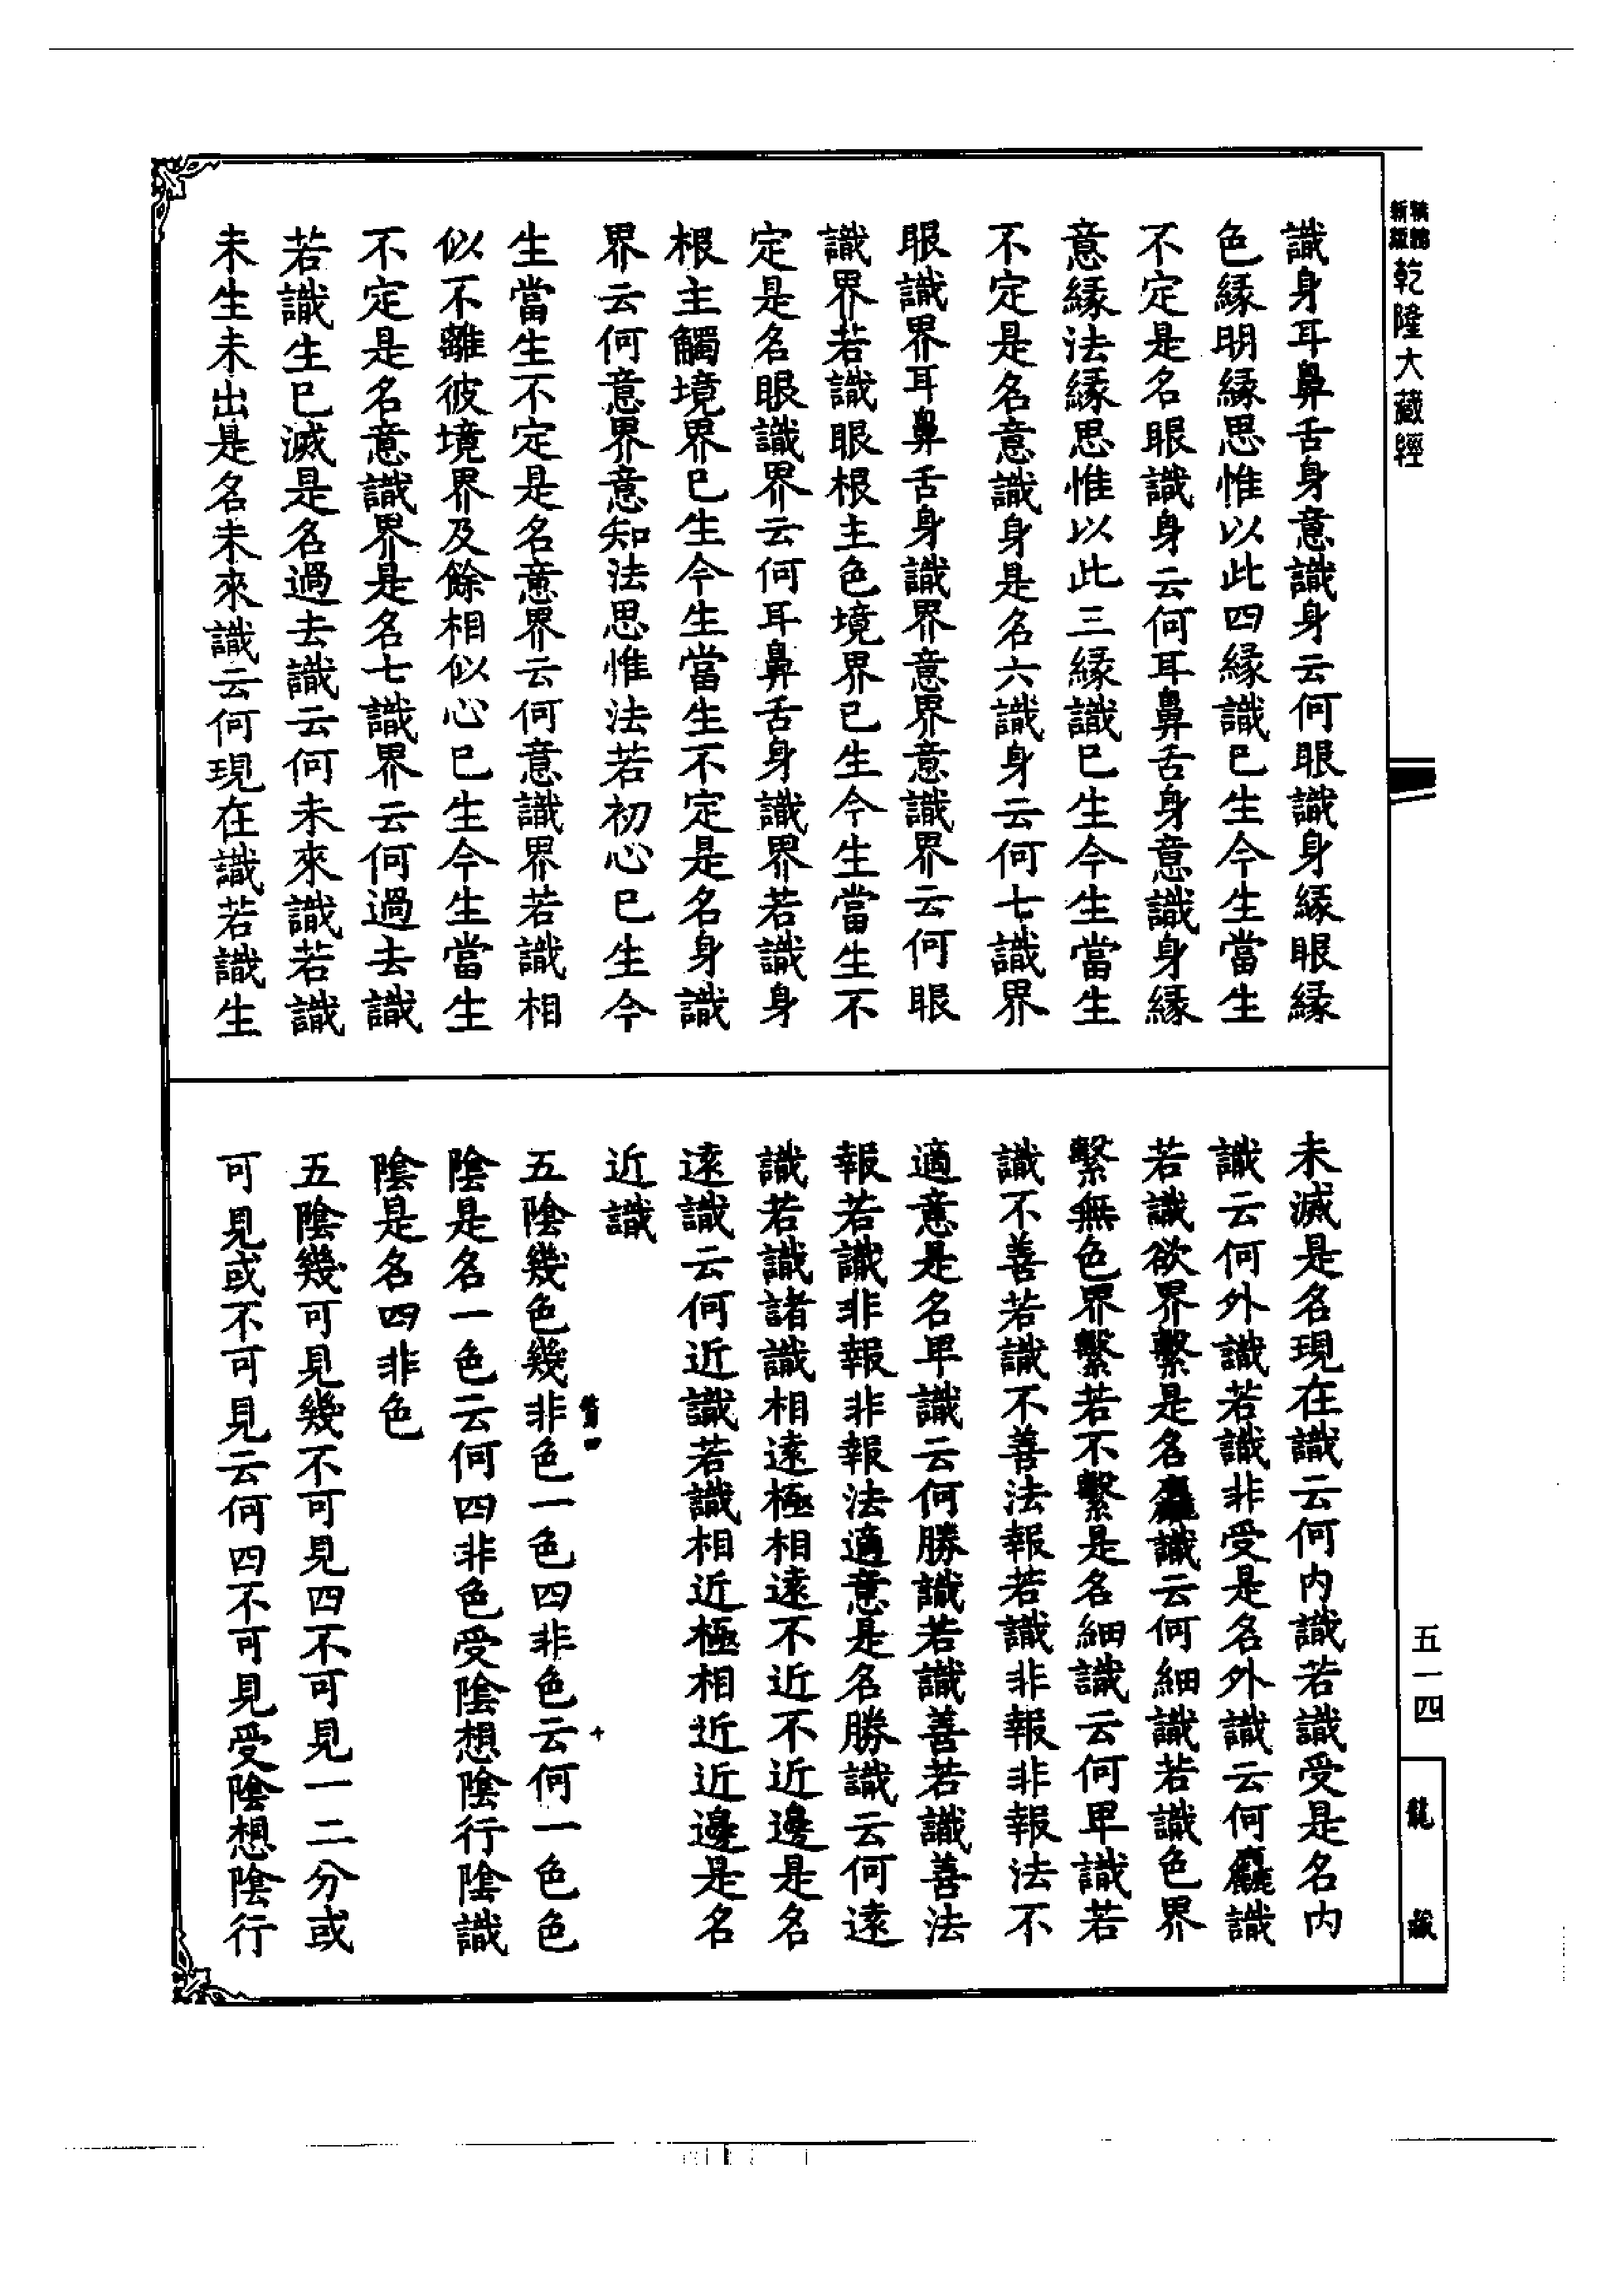 乾隆大藏經
識身耳鼻舌身意識身云何眼識身緣眼緣
色緣明緣思惟以此四緣識已生今生當生
不定是名眼識身云何耳鼻舌身意識身緣
意緣法緣思惟以此三緣識已生今生當生
不定是名意識身是名六識身云何七識界
眼識界耳鼻舌身識界意界意識界云何眼
識界若識眼根主色境界已生今生當生不
定是名眼識界云何耳鼻舌身識界若識身
根主觸境界已生今生當生不定是名身識
界云何意界意知法思惟法若初心已生今
生當生不定是名意界云何意識界若識相
似不離彼境界及餘相似心已生今生當生
不定是名意識界是名七識界云何過去識
若識生已滅是名過去識云何未來識若識
未生未出是名未來識云何現在識若識生
未滅是名現在識云何內識若識受是名內
識云何外識若識非受是名外識云何麤識
若識欲界繫是名麤識云何細識若識色界
繫無色界繫若不繫是名細識云何卑識若
識不善若識不善法報若識非報非報法不
適意是名卑識云何勝識若識善若識善法
報若識非報非報法適意是名勝識云何遠
識若識諸識相遠極相遠不近不近邊是名
遠識云何近識若識相近極相近近邊是名
近識
五陰幾色幾非色一色四非色云何一色色
陰是名一色云何四非色受陰想陰行陰識
陰是名四非色
五陰幾可見幾不可見四不可見一二分或
可見或不可見云何四不可見受陰想陰行
五一四
龍藏